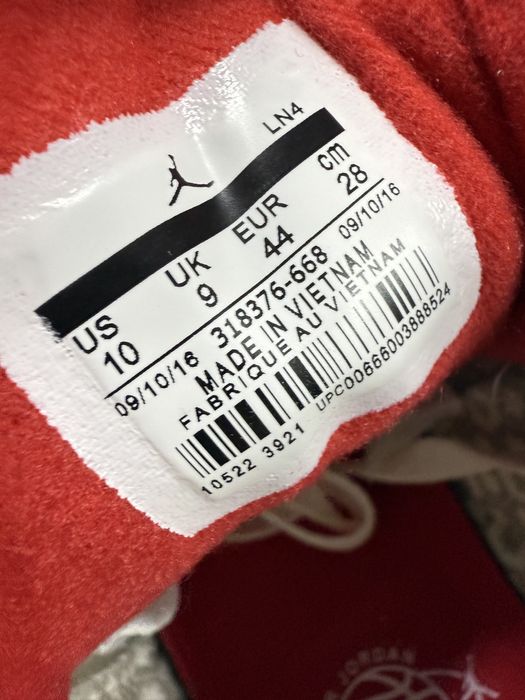 LN4
US UK EUR cm
10 9 44 28
09/10/16 318376-668 09/10/16
MADE IN VIETNAM
FABRIQUE AU VIETNAM
10522 3921 UPC00666003888524
JORDAN